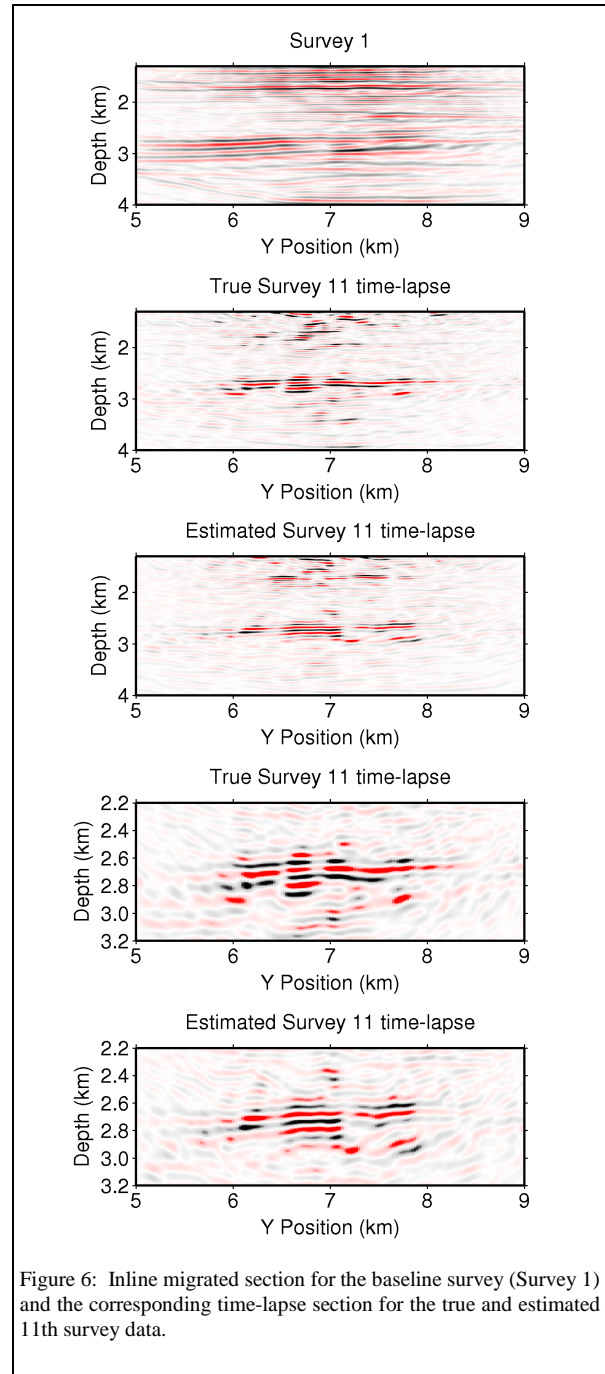 Survey 1
2
3
4
Depth (km)
5 6 7 8 9
Y Position (km)
True Survey 11 time-lapse
2
3
4
Depth (km)
5 6 7 8 9
Y Position (km)
Estimated Survey 11 time-lapse
2
3
4
Depth (km)
5 6 7 8 9
Y Position (km)
True Survey 11 time-lapse
2.2
2.4
2.6
2.8
3.0
3.2
Depth (km)
5 6 7 8 9
Y Position (km)
Estimated Survey 11 time-lapse
2.2
2.4
2.6
2.8
3.0
3.2
Depth (km)
5 6 7 8 9
Y Position (km)
Figure 6: Inline migrated section for the baseline survey (Survey 1)
and the corresponding time-lapse section for the true and estimated
11th survey data.